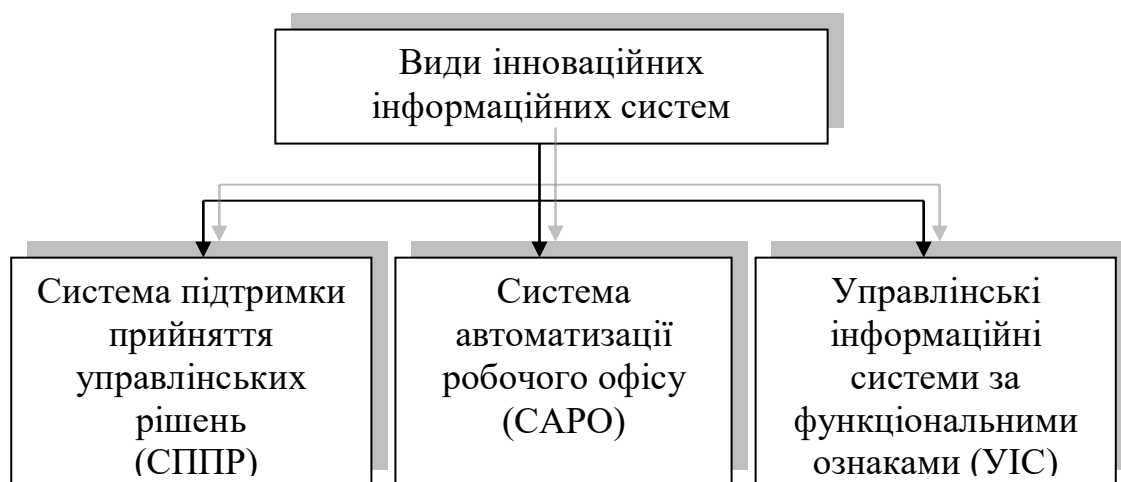 Види інноваційних
інформаційних систем
Система підтримки
прийняття
управлінських
рішень
(СППР)
Система
автоматизації
робочого офісу
(САРО)
Управлінські
інформаційні
системи за
функціональними
ознаками (УІС)